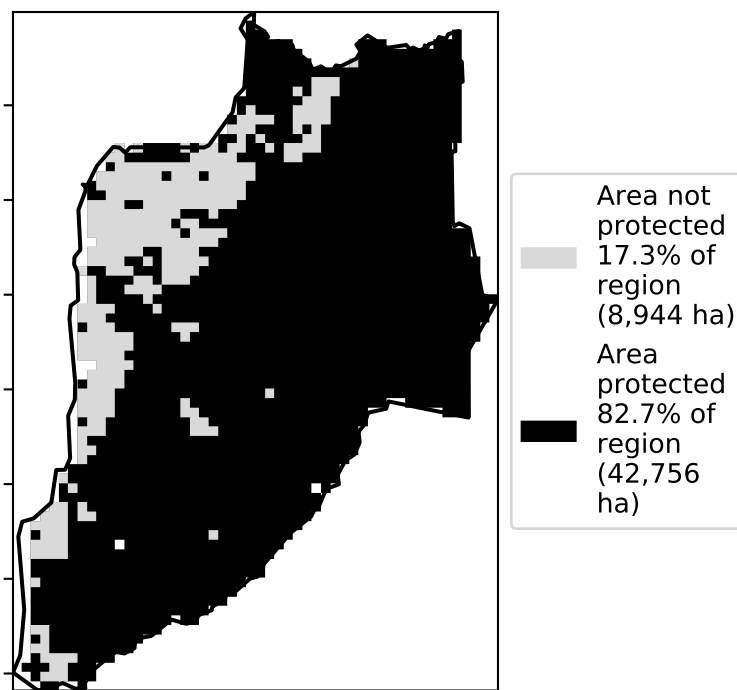 Area not
protected
17.3% of
region
(8,944 ha)
Area
protected
82.7% of
region
(42,756
ha)